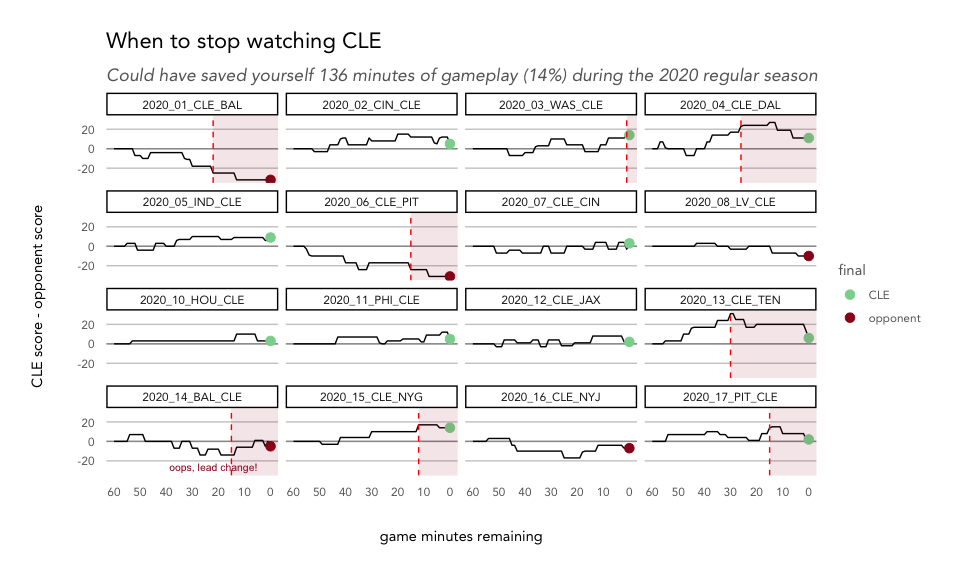 When to stop watching CLE
Could have saved yourself 136 minutes of gameplay (14%) during the 2020 regular season
2020_01_CLE_BAL
2020_02_CIN_CLE
2020_03_WAS_CLE
2020_04_CLE_DAL
20
0
-20
2020_05_IND_CLE
2020_06_CLE_PIT
2020_07_CLE_CIN
2020_08_LV_CLE
20
0
-20
2020_10_HOU_CLE
2020_11_PHI_CLE
2020_12_CLE_JAX
2020_13_CLE_TEN
20
0
-20
2020_14_BAL_CLE
2020_15_CLE_NYG
2020_16_CLE_NYJ
2020_17_PIT_CLE
20
0
-20
oops, lead change!
60 50 40 30 20 10 0
60 50 40 30 20 10 0
60 50 40 30 20 10 0
60 50 40 30 20 10 0
game minutes remaining
CLE score - opponent score
final
CLE
opponent